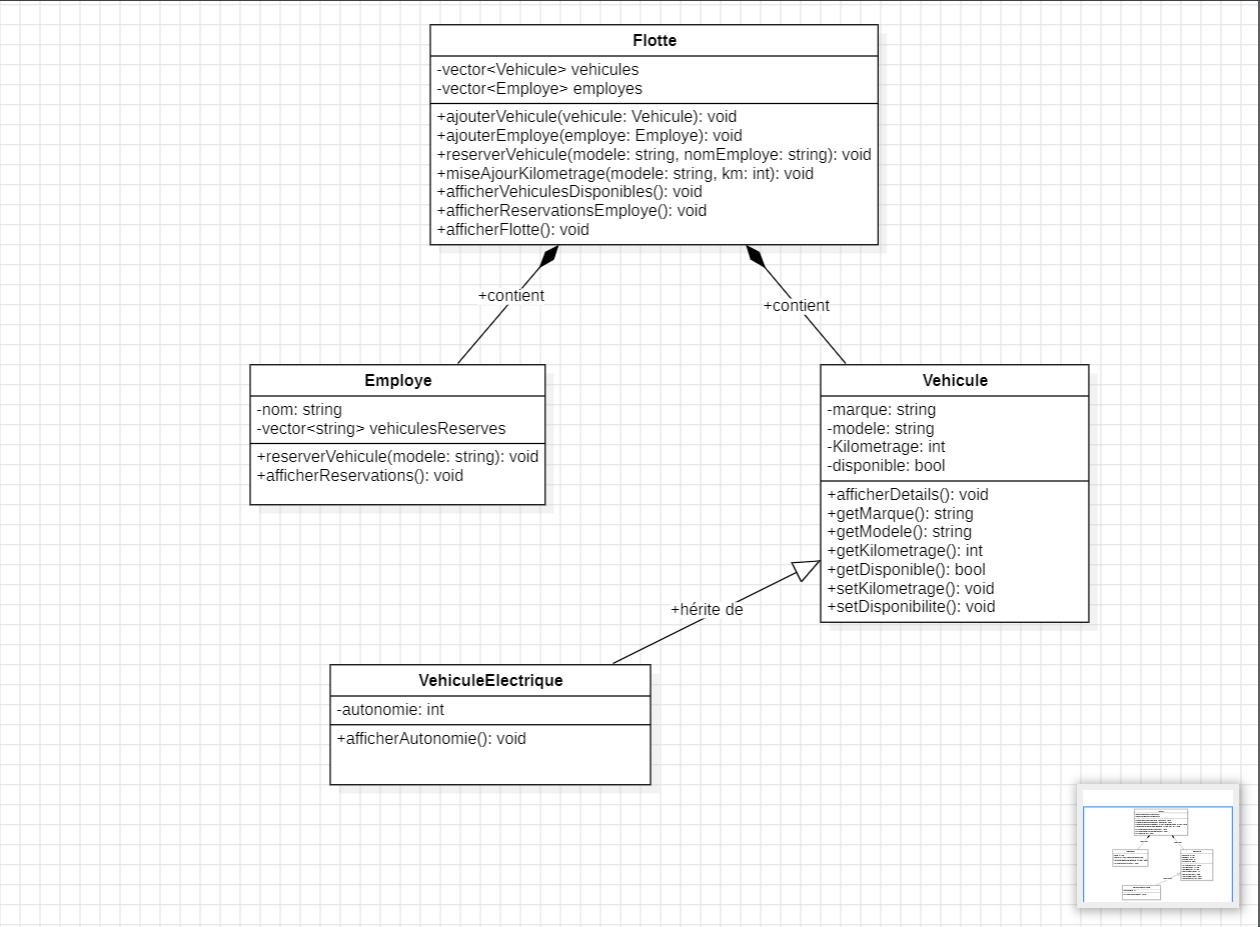 Flotte
-vector<Vehicule> vehicules
-vector<Employe> employes
+ajouterVehicule(vehicule: Vehicule): void
+ajouterEmploye(employe: Employe): void
+reserverVehicule(modele: string, nomEmploye: string): void
+miseAjourKilometrage(modele: string, km: int): void
+afficherVehiculesDisponibles(): void
+afficherReservationsEmploye(): void
+afficherFlotte(): void
+contient
+contient
Employe
-nom: string
-vector<string> vehiculesReserves
+reserverVehicule(modele: string): void
+afficherReservations(): void
Vehicule
-marque: string
-modele: string
-Kilometrage: int
-disponible: bool
+afficherDetails(): void
+getMarque(): string
+getModele(): string
+getKilometrage(): int
+getDisponible(): bool
+setKilometrage(): void
+setDisponibilite(): void
+hérite de
VehiculeElectrique
-autonomie: int
+afficherAutonomie(): void